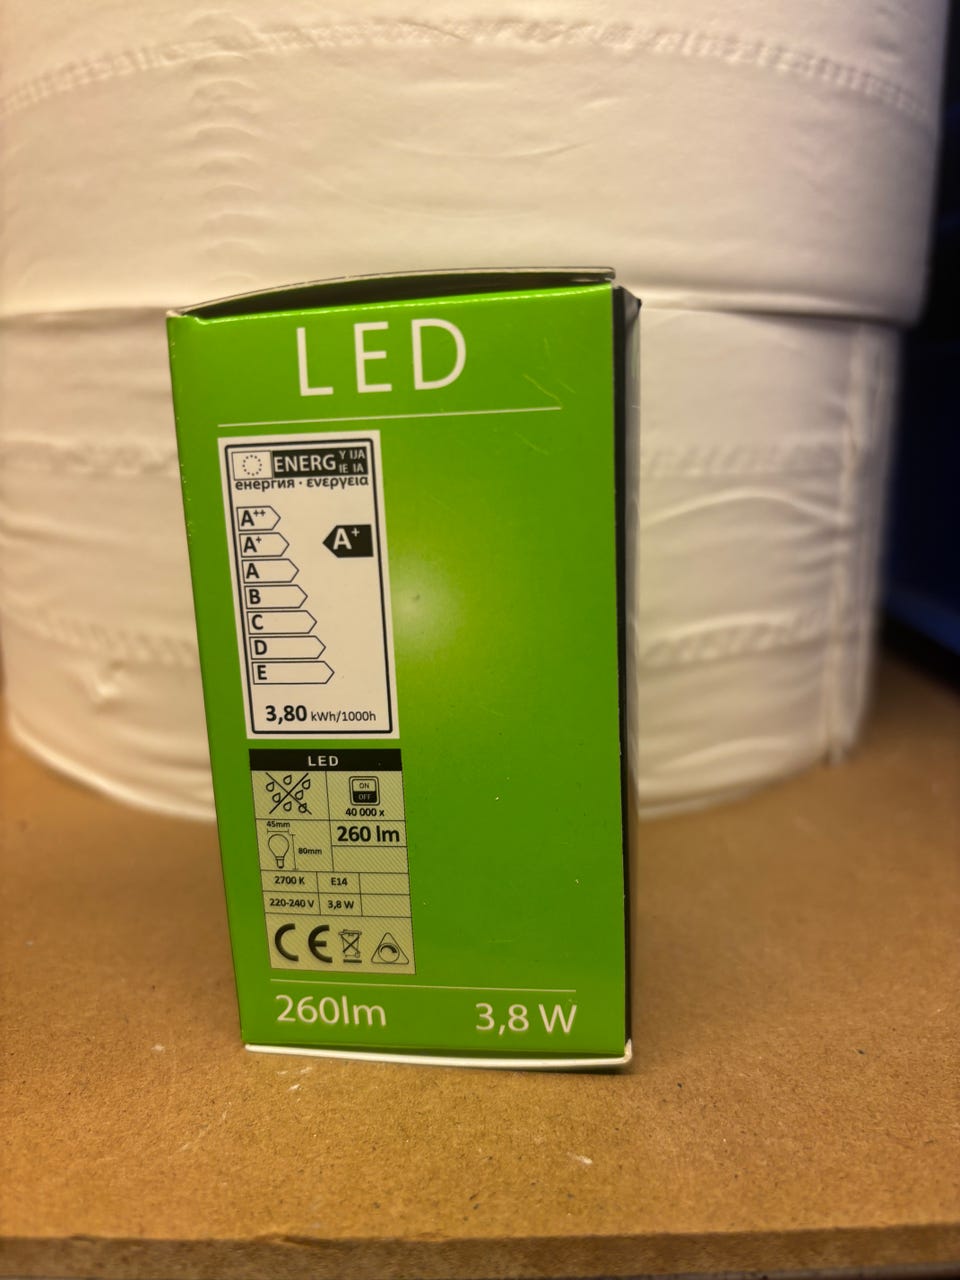 LED
ENERG Y IJA
IE IA
енергия · ενεργεια
A++
A+
A+
A
B
C
D
E
3,80 kWh/1000h
LED
ON
OFF
40 000 x
45mm
80mm
260 lm
2700 K E14
220-240 V 3,8 W
CE
260lm 3,8 W